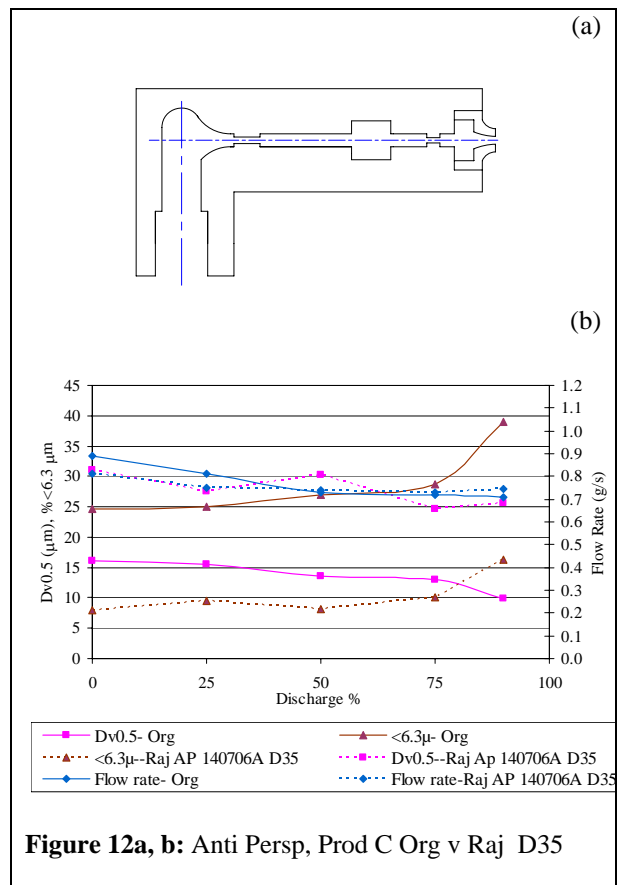 (a)
(b)
45
40
35
30
25
20
15
10
5
0
Dv0.5 (μm), %<6.3 μm
1.2
1.1
1.0
0.9
0.8
0.7
0.6
0.5
0.4
0.3
0.2
0.1
0.0
Flow Rate (g/s)
0 25 50 75 100
Discharge %
Dv0.5- Org <6.3μ- Org
<6.3μ--Raj AP 140706A D35 Dv0.5--Raj Ap 140706A D35
Flow rate- Org Flow rate-Raj AP 140706A D35
Figure 12a, b: Anti Persp, Prod C Org v Raj D35